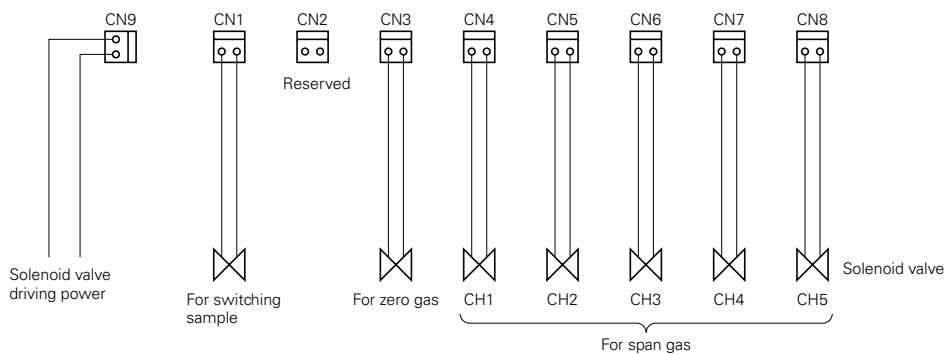 CN9 CN1 CN2 CN3 CN4 CN5 CN6 CN7 CN8
Reserved
Solenoid valve
driving power
For switching
sample
For zero gas
CH1 CH2 CH3 CH4 CH5
Solenoid valve
For span gas